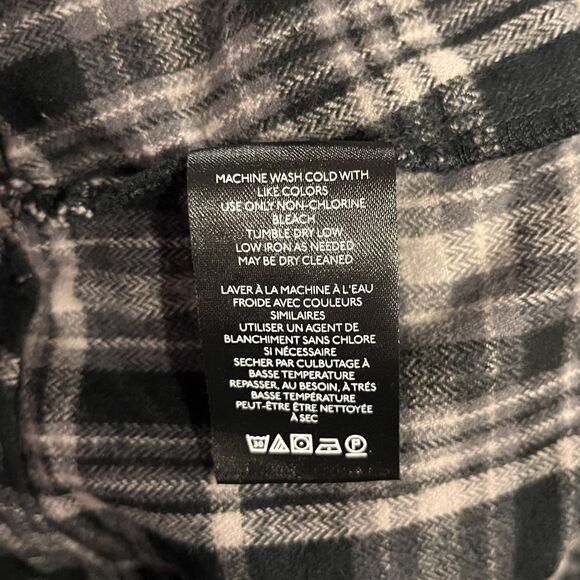 MACHINE WASH COLD WITH
LIKE COLORS
USE ONLY NON-CHLORINE
BLEACH
TUMBLE DRY LOW
LOW IRON AS NEEDED
MAY BE DRY CLEANED
LAVER À LA MACHINE À L'EAU
FROIDE AVEC COULEURS
SIMILAIRES
UTILISER UN AGENT DE
BLANCHIMENT SANS CHLORE
SI NÉCESSAIRE
SECHER PAR CULBUTAGE À
BASSE TEMPERATURE
REPASSER, AU BESOIN, À TRÉS
BASSE TEMPÉRATURE
PEUT-ÊTRE ÊTRE NETTOYÉE
À SEC
30 P